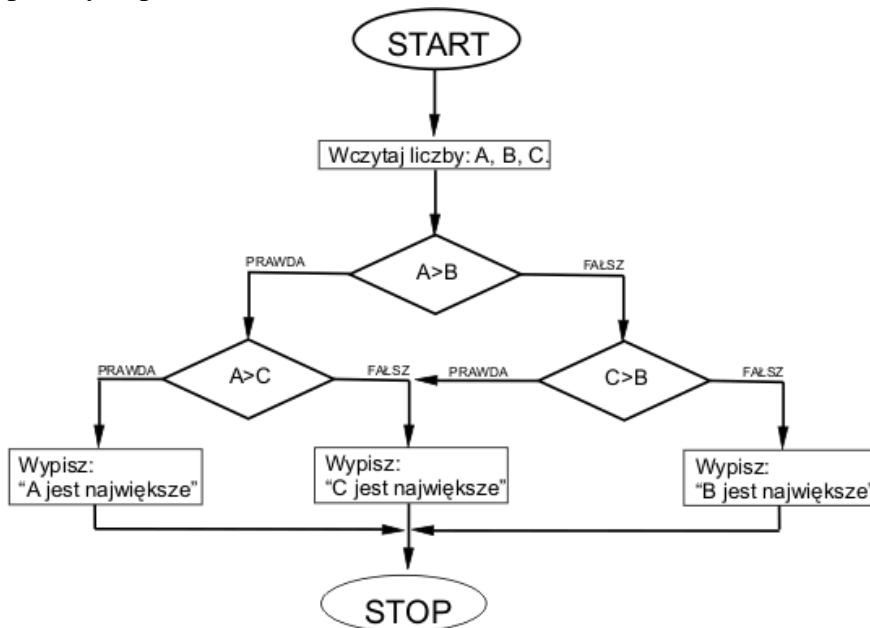 START
Wczytaj liczby: A, B, C.
PRAWDA
A>B
FAŁSZ
PRAWDA
A>C
FAŁSZ
PRAWDA
C>B
FAŁSZ
Wypisz:
“A jest największe”
Wypisz:
“C jest największe”
Wypisz:
“B jest największe”
STOP